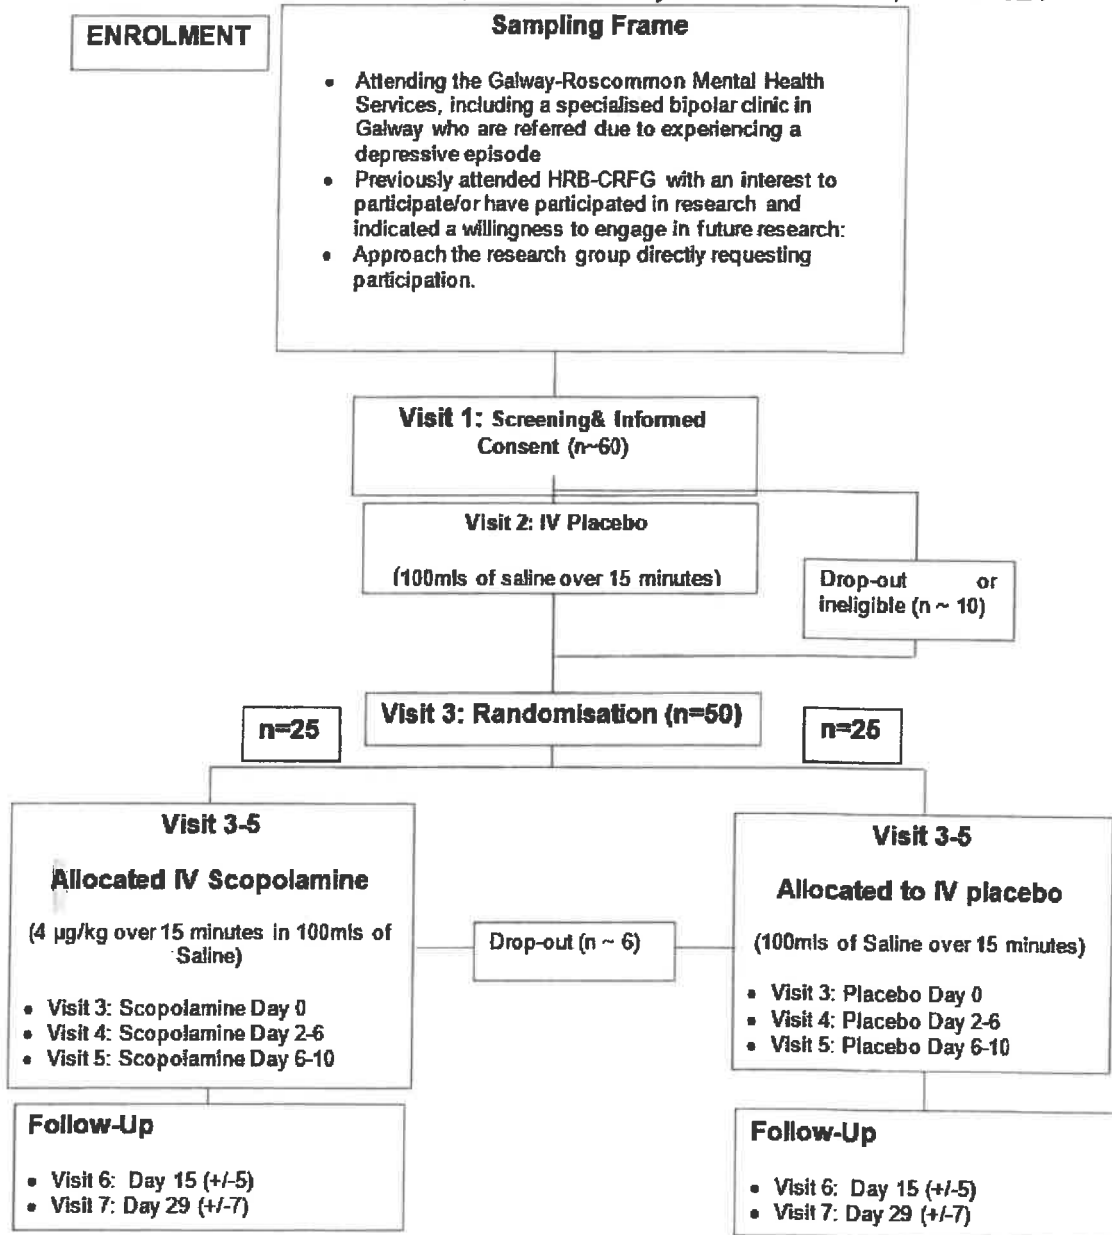 ENROLMENT
Sampling Frame
• Attending the Galway-Roscommon Mental Health
Services, including a specialised bipolar clinic in
Galway who are referred due to experiencing a
depressive episode
• Previously attended HRB-CRFG with an interest to
participate/or have participated in research and
indicated a willingness to engage in future research:
• Approach the research group directly requesting
participation.
Visit 1: Screening& Informed
Consent (n~60)
Visit 2: IV Placebo
(100mls of saline over 15 minutes)
Drop-out or
ineligible (n ~ 10)
Visit 3: Randomisation (n=50)
n=25
n=25
Visit 3-5
Allocated IV Scopolamine
(4 µg/kg over 15 minutes in 100mls of
Saline)
• Visit 3: Scopolamine Day 0
• Visit 4: Scopolamine Day 2-6
• Visit 5: Scopolamine Day 6-10
Drop-out (n ~ 6)
Visit 3-5
Allocated to IV placebo
(100mls of Saline over 15 minutes)
• Visit 3: Placebo Day 0
• Visit 4: Placebo Day 2-6
• Visit 5: Placebo Day 6-10
Follow-Up
• Visit 6: Day 15 (+/-5)
• Visit 7: Day 29 (+/-7)
Follow-Up
• Visit 6: Day 15 (+/-5)
• Visit 7: Day 29 (+/-7)